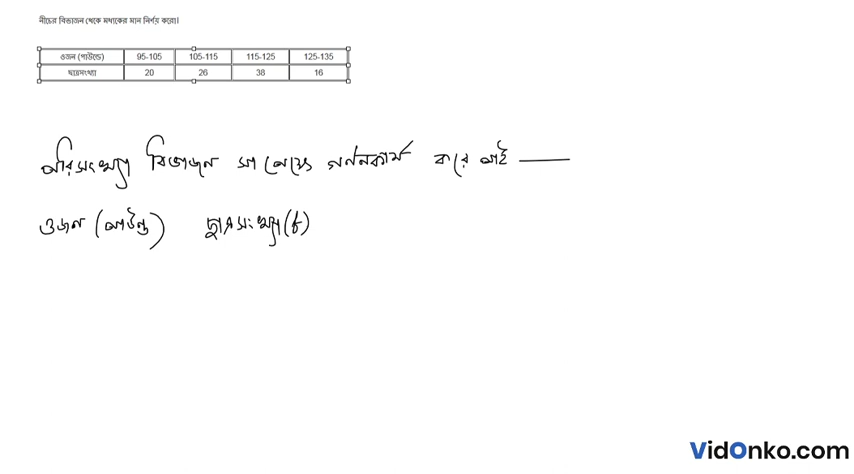 নীচের বিভাজন থেকে মধ্যকের মান নির্ণয় করো।
ওজন (পাউন্ডে) 95-105 105-115 115-125 125-135
ছাত্রসংখ্যা 20 26 38 16
পরিসংখ্যা বিভাজন সাপেক্ষে গণনাকার্য করে পাই —
ওজন (পাউন্ড) ছাত্রসংখ্যা (f)
VidOnko.com